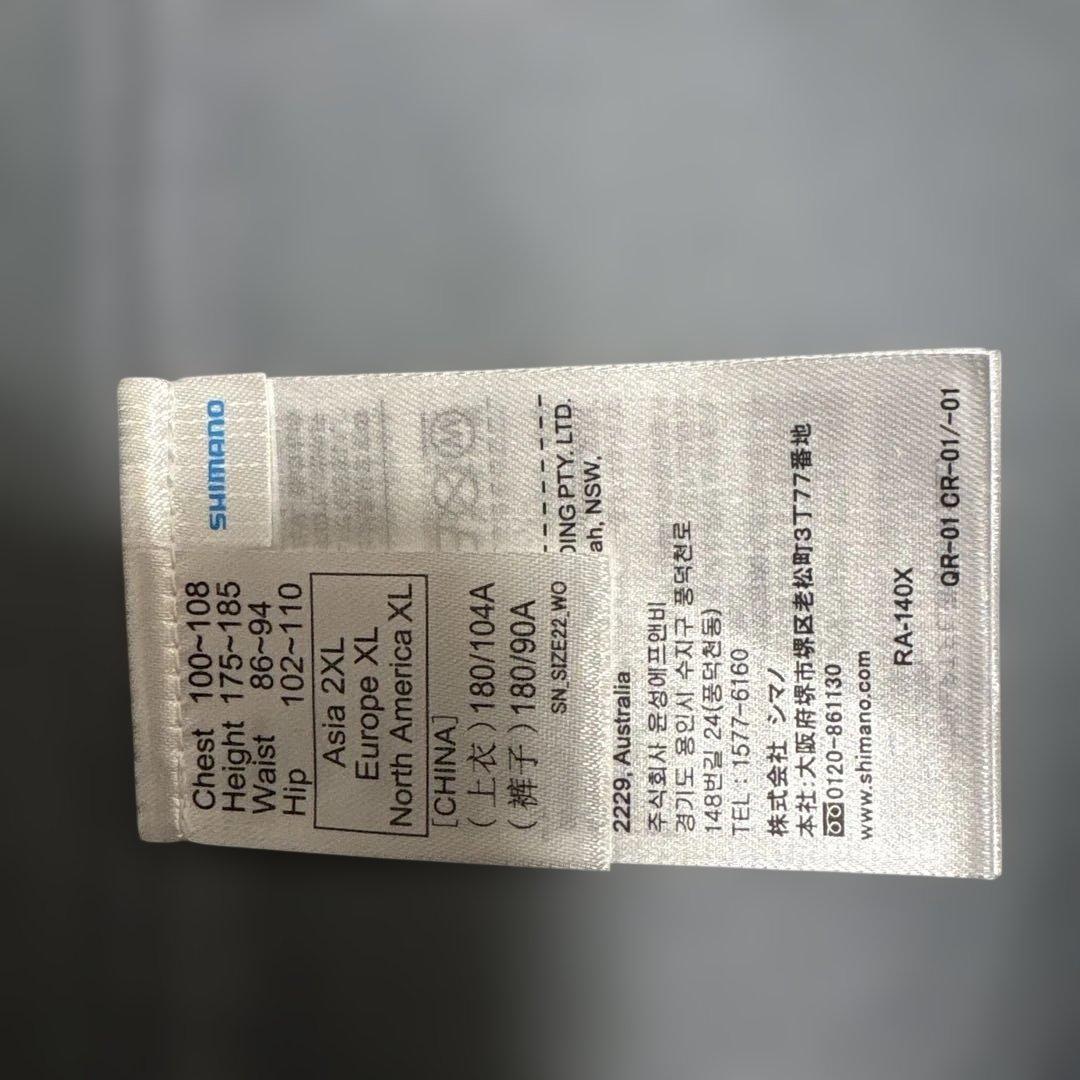 SHIMANO
Chest 100~108
Height 175~185
Waist 86~94
Hip 102~110
Asia 2XL
Europe XL
North America XL
[CHINA]
(上衣)180/104A
(裤子)180/90A
SN_SIZE22_WO
DING PTY. LTD.
ah, NSW,
2229, Australia
주식회사 윤성에프앤비
경기도 용인시 수지구 풍덕천로
148번길 24(풍덕천동)
TEL : 1577-6160
株式会社 シマノ
本社:大阪府堺市堺区老松町3丁77番地
0120-861130
www.shimano.com
RA-140X
QR-01 CR-01/-01